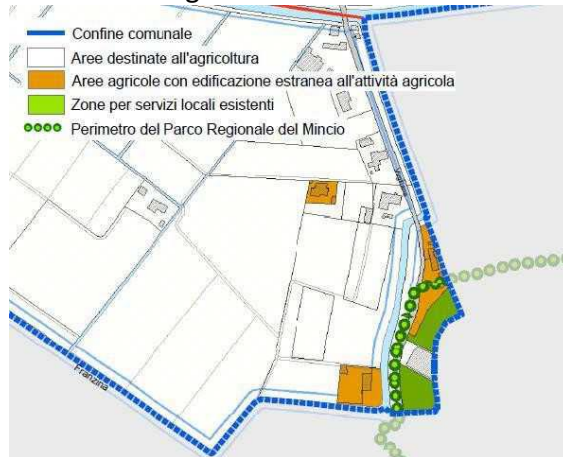 Confine comunale
Aree destinate all'agricoltura
Aree agricole con edificazione estranea all'attività agricola
Zone per servizi locali esistenti
Perimetro del Parco Regionale del Mincio
Franzina